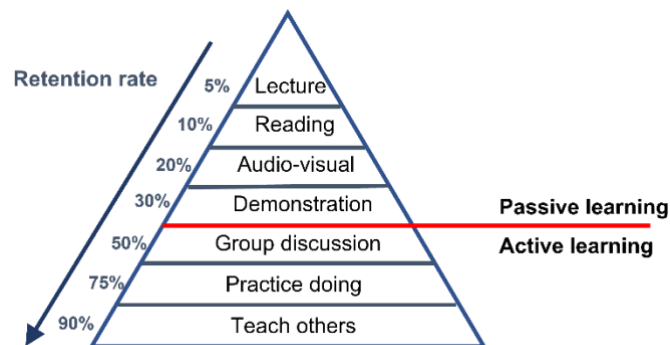 Retention rate
5% Lecture
10% Reading
20% Audio-visual
30% Demonstration
Passive learning
50% Group discussion
Active learning
75% Practice doing
90% Teach others